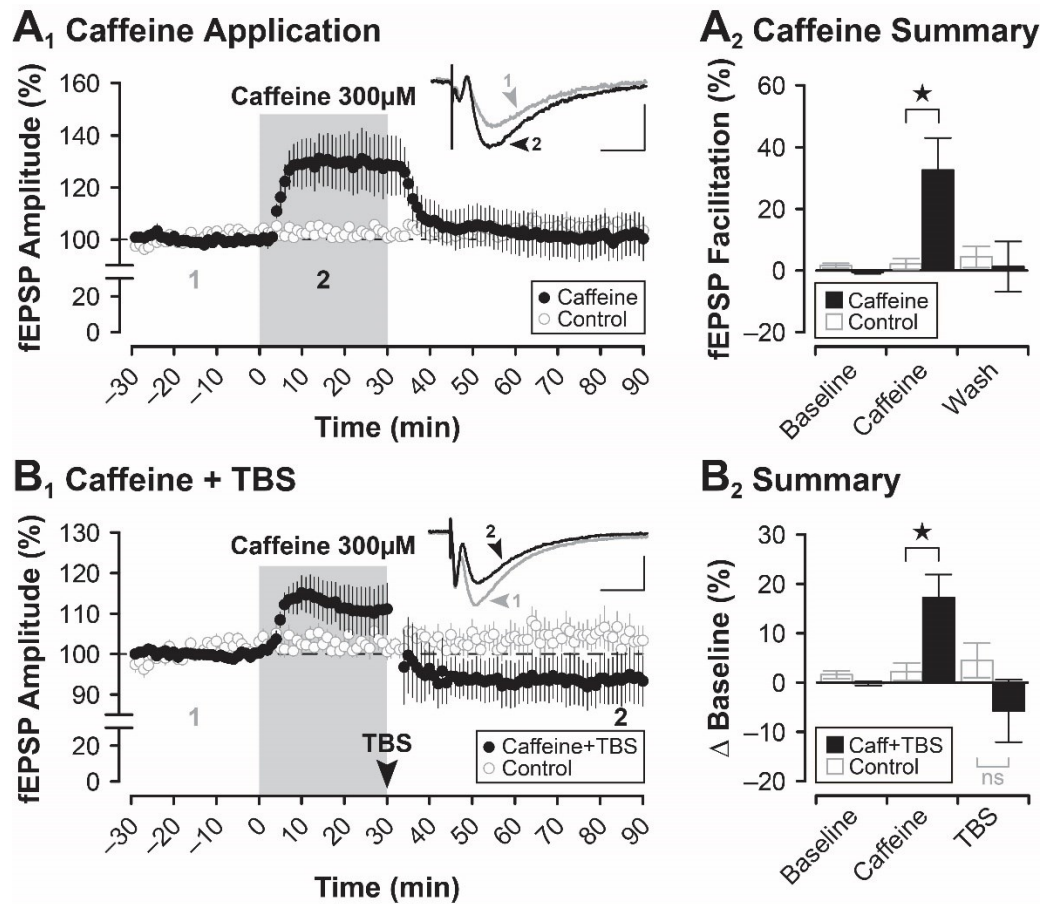 A₁ Caffeine Application
fEPSP Amplitude (%)
160
140
120
100
20
0
Caffeine 300µM
1
2
1
2
Caffeine
Control
–30
–20
–10
0
10
20
30
40
50
60
70
80
90
Time (min)
A₂ Caffeine Summary
fEPSP Facilitation (%)
60
40
20
0
–20
★
Caffeine
Control
Baseline
Caffeine
Wash
B₁ Caffeine + TBS
fEPSP Amplitude (%)
130
120
110
100
90
20
0
Caffeine 300µM
2
1
1
2
TBS
Caffeine+TBS
Control
–30
–20
–10
0
10
20
30
40
50
60
70
80
90
Time (min)
B₂ Summary
Δ Baseline (%)
30
20
10
0
–10
–20
★
Caff+TBS
Control
ns
Baseline
Caffeine
TBS